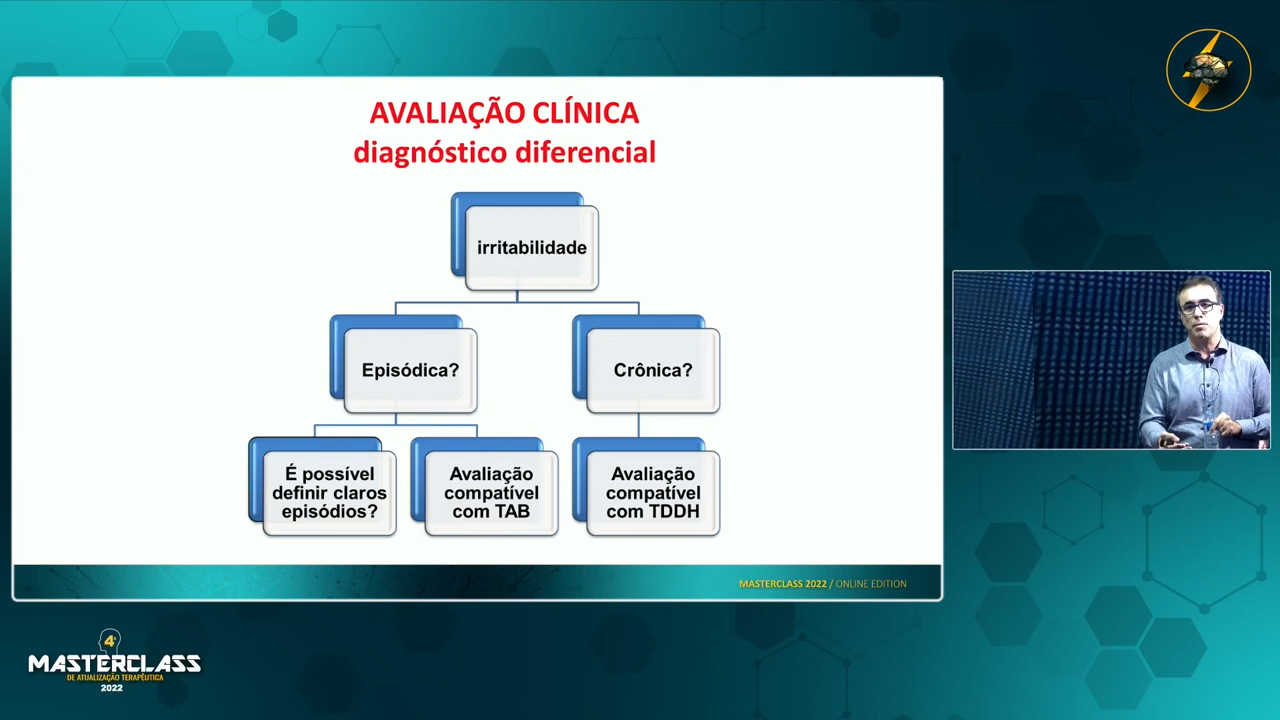 AVALIAÇÃO CLÍNICA
diagnóstico diferencial
irritabilidade
Episódica?
Crônica?
É possível
definir claros
episódios?
Avaliação
compatível
com TAB
Avaliação
compatível
com TDDH
MASTERCLASS 2022 / ONLINE EDITION
4ª
MASTERCLASS
DE ATUALIZAÇÃO TERAPÊUTICA
2022